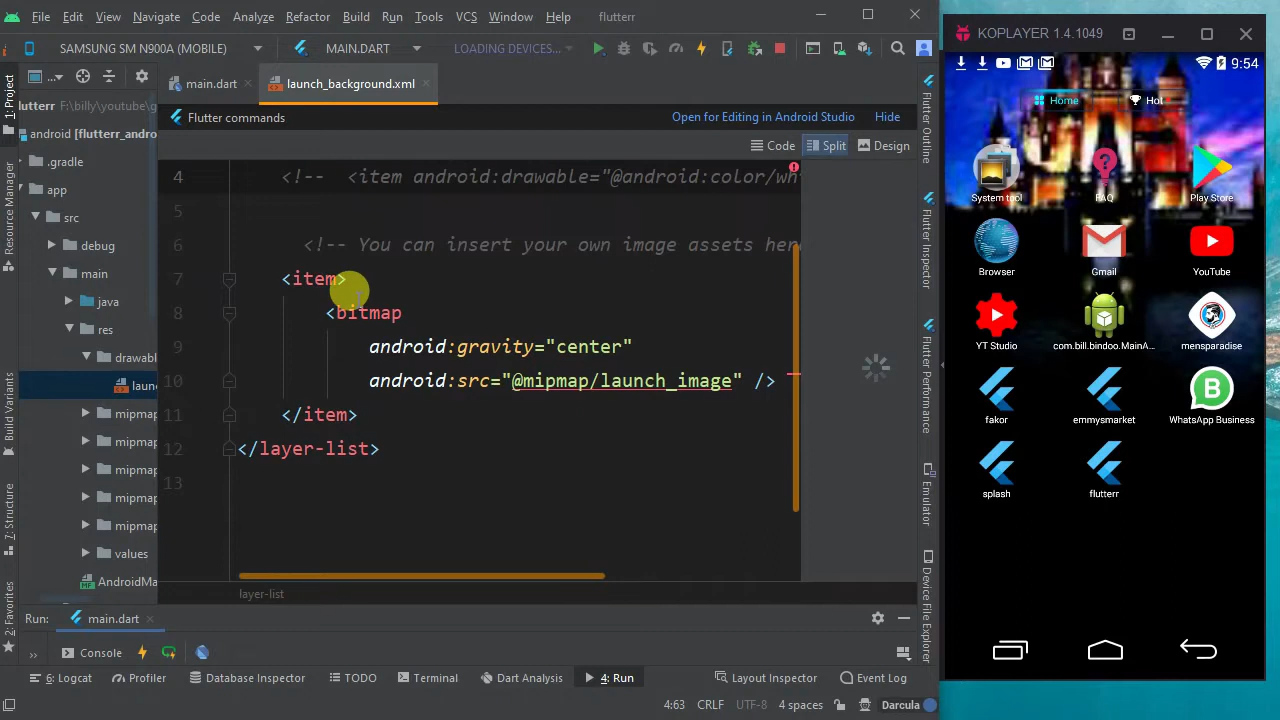 File Edit View Navigate Code Analyze Refactor Build Run Tools VCS Window Help flutterr
SAMSUNG SM N900A (MOBILE) MAIN.DART LOADING DEVICES...
1: Project
Resource Manager
Build Variants
7: Structure
2: Favorites
...
flutterr F:\billy\youtube\g
android [flutterr_andro
.gradle
app
src
debug
main
java
res
drawab
launc
mipmap
mipmap
mipmap
mipmap
mipmap
values
AndroidMa
main.dart
launch_background.xml
Flutter commands
Open for Editing in Android Studio Hide
Code Split Design
4 <!-- <item android:drawable="@android:color/wh
5
6 <!-- You can insert your own image assets here
7 <item>
8 <bitmap
9 android:gravity="center"
10 android:src="@mipmap/launch_image" />
11 </item>
12 </layer-list>
13
layer-list
Flutter Outline
Flutter Inspector
Flutter Performance
Emulator
Device File Explorer
Run: main.dart
Console
6: Logcat Profiler Database Inspector TODO Terminal Dart Analysis 4: Run Layout Inspector Event Log
4:63 CRLF UTF-8 4 spaces Darcula
KOPLAYER 1.4.1049
9:54
Home Hot
System tool FAQ Play Store
Browser Gmail YouTube
YT Studio com.bill.bindoo.MainA... mensparadise
fakor emmysmarket WhatsApp Business
splash flutterr